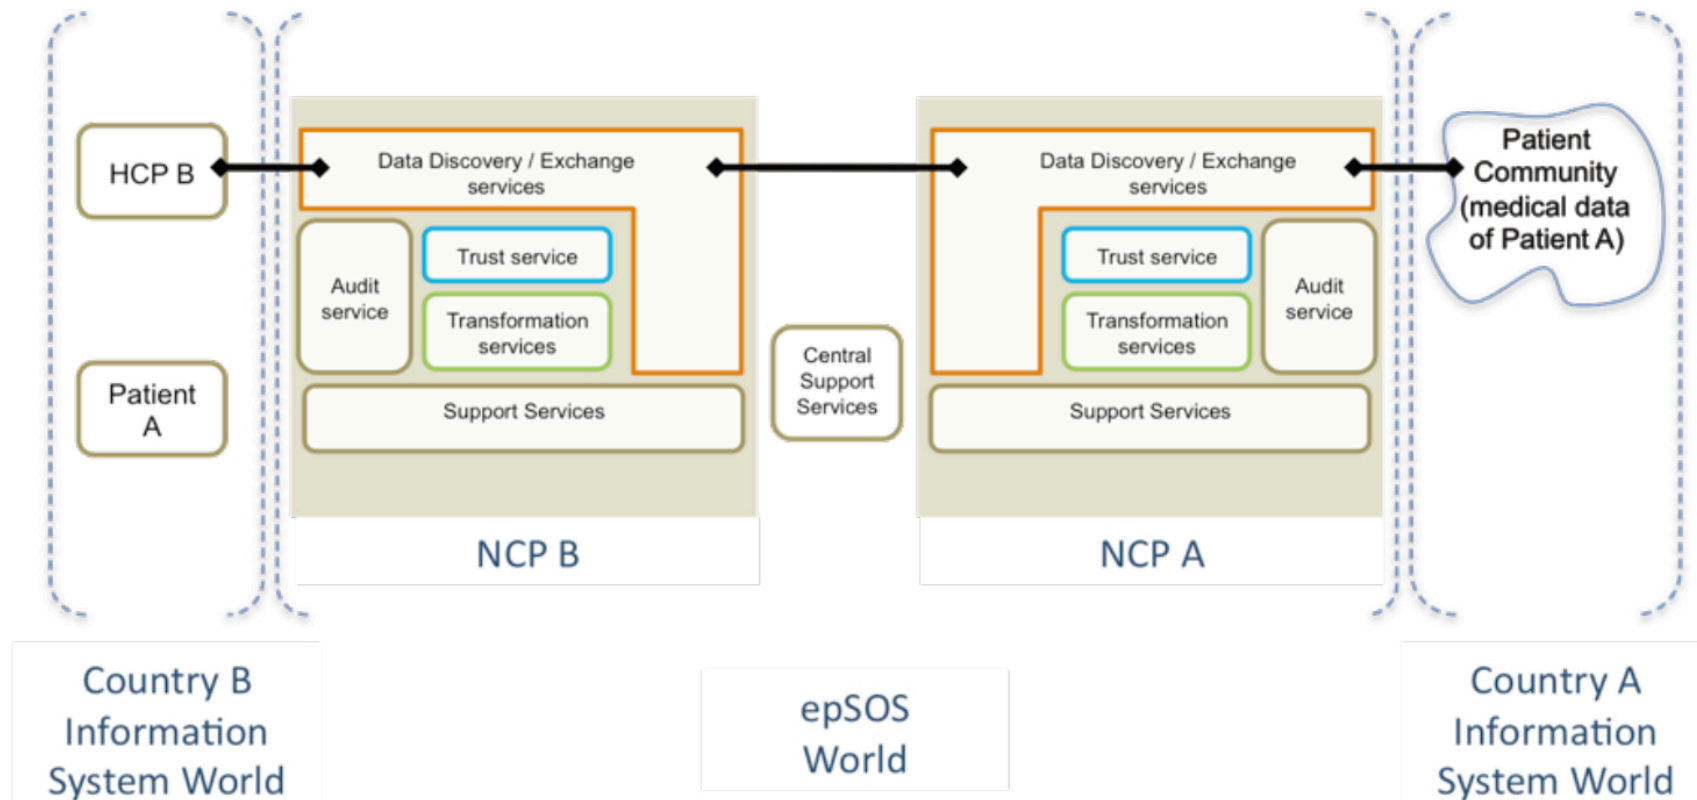 HCP B
Patient
A
Data Discovery / Exchange
services
Audit
service
Trust service
Transformation
services
Support Services
NCP B
Central
Support
Services
Data Discovery / Exchange
services
Trust service
Transformation
services
Audit
service
Support Services
NCP A
Patient
Community
(medical data
of Patient A)
Country B
Information
System World
epSOS
World
Country A
Information
System World